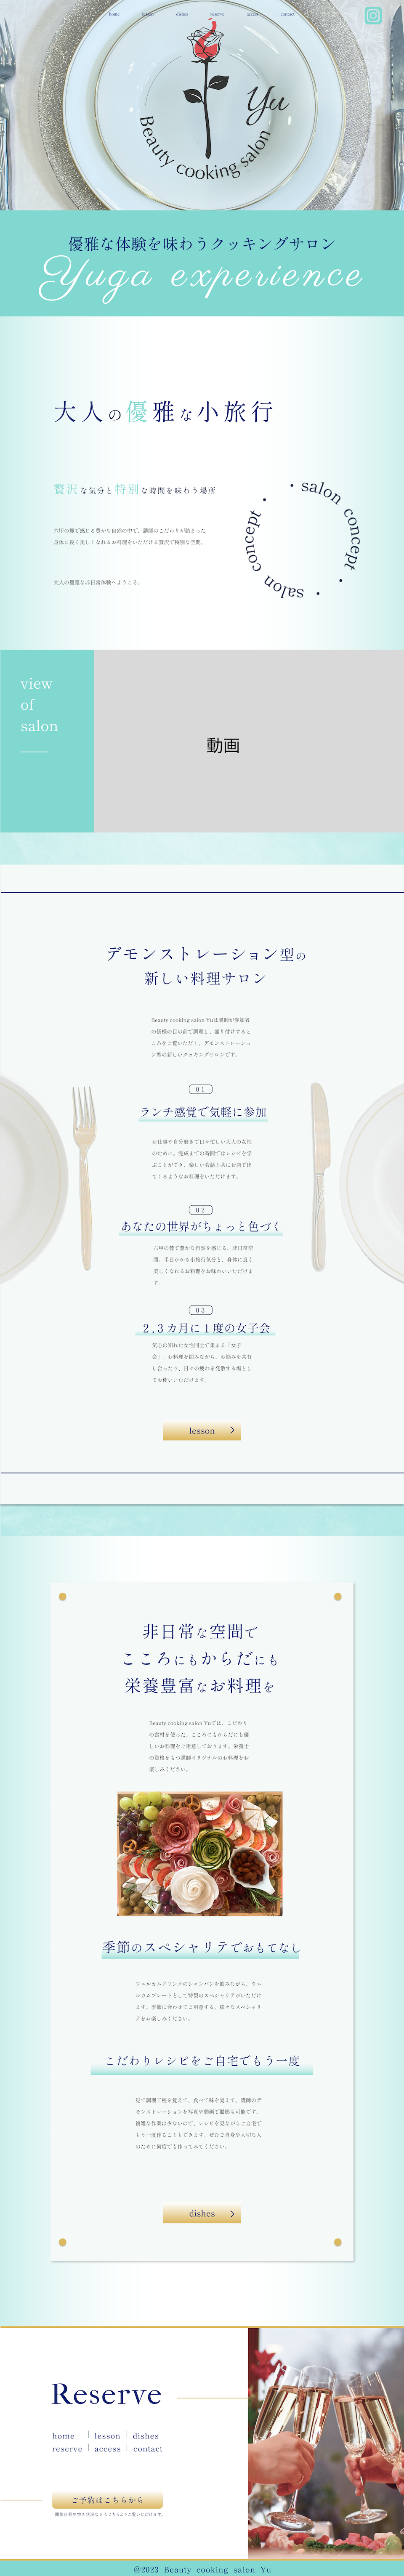 home lesson dishes reserve access contact
Yu
Beauty cooking salon
優雅な体験を味わうクッキングサロン
Yuga experience
大人の優雅な小旅行
贅沢な気分と特別な時間を味わう場所
六甲の麓で感じる豊かな自然の中で、講師のこだわりが詰まった
身体に良く美しくなれるお料理をいただける贅沢で特別な空間。
大人の優雅な非日常体験へようこそ。
salon concept・salon concept・
view
of
salon
動画
デモンストレーション型の
新しい料理サロン
Beauty cooking salon Yuは講師が参加者
の皆様の目の前で調理し、盛り付けすると
ころをご覧いただく、デモンストレーショ
ン型の新しいクッキングサロンです。
01
ランチ感覚で気軽に参加
お仕事や自分磨きで日々忙しい大人の女性
のために、完成までの時間ではレシピを学
ぶことができ、楽しい会話と共にお店で出
てくるようなお料理をいただけます。
02
あなたの世界がちょっと色づく
六甲の麓で豊かな自然を感じる、非日常空
間。半日かかる小旅行気分と、身体に良く
美しくなれるお料理をお味わいいただけま
す。
03
２,３カ月に１度の女子会
気心の知れた女性同士で集まる「女子
会」。お料理を囲みながら、お悩みを共有
し合ったり、日々の疲れを発散する場とし
てお使いいただけます。
lesson
非日常な空間で
こころにもからだにも
栄養豊富なお料理を
Beauty cooking salon Yuでは、こだわり
の食材を使った、こころにもからだにも優
しいお料理をご用意しております。栄養士
の資格をもつ講師オリジナルのお料理をお
楽しみください。
季節のスペシャリテでおもてなし
ウエルカムドリンクのシャンパンを飲みながら、ウエ
ルカムプレートとして特製のスペシャリテがいただけ
ます。季節に合わせてご用意する、様々なスペシャリ
テをお楽しみください。
こだわりレシピをご自宅でもう一度
見て調理工程を覚えて、食べて味を覚えて。講師のデ
モンストレーションを写真や動画で撮影も可能です。
複雑な作業は少ないので、レシピを見ながらご自宅で
もう一度作ることもできます。ぜひご自身や大切な人
のために何度でも作ってみてください。
dishes
Reserve
home lesson dishes
reserve access contact
ご予約はこちらから
開催日程や空き状況などもこちらよりご覧いただけます。
@2023 Beauty cooking salon Yu